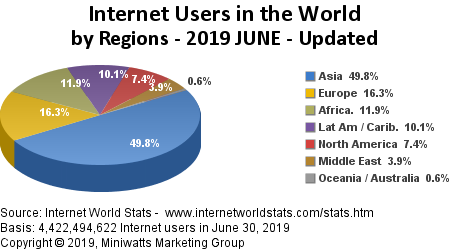 Internet Users in the World
by Regions - 2019 JUNE - Updated
10.1%
7.4%
0.6%
11.9%
3.9%
16.3%
49.8%
Asia 49.8%
Europe 16.3%
Africa. 11.9%
Lat Am / Carib. 10.1%
North America 7.4%
Middle East 3.9%
Oceania / Australia 0.6%
Source: Internet World Stats - www.internetworldstats.com/stats.htm
Basis: 4,422,494,622 Internet users in June 30, 2019
Copyright © 2019, Miniwatts Marketing Group